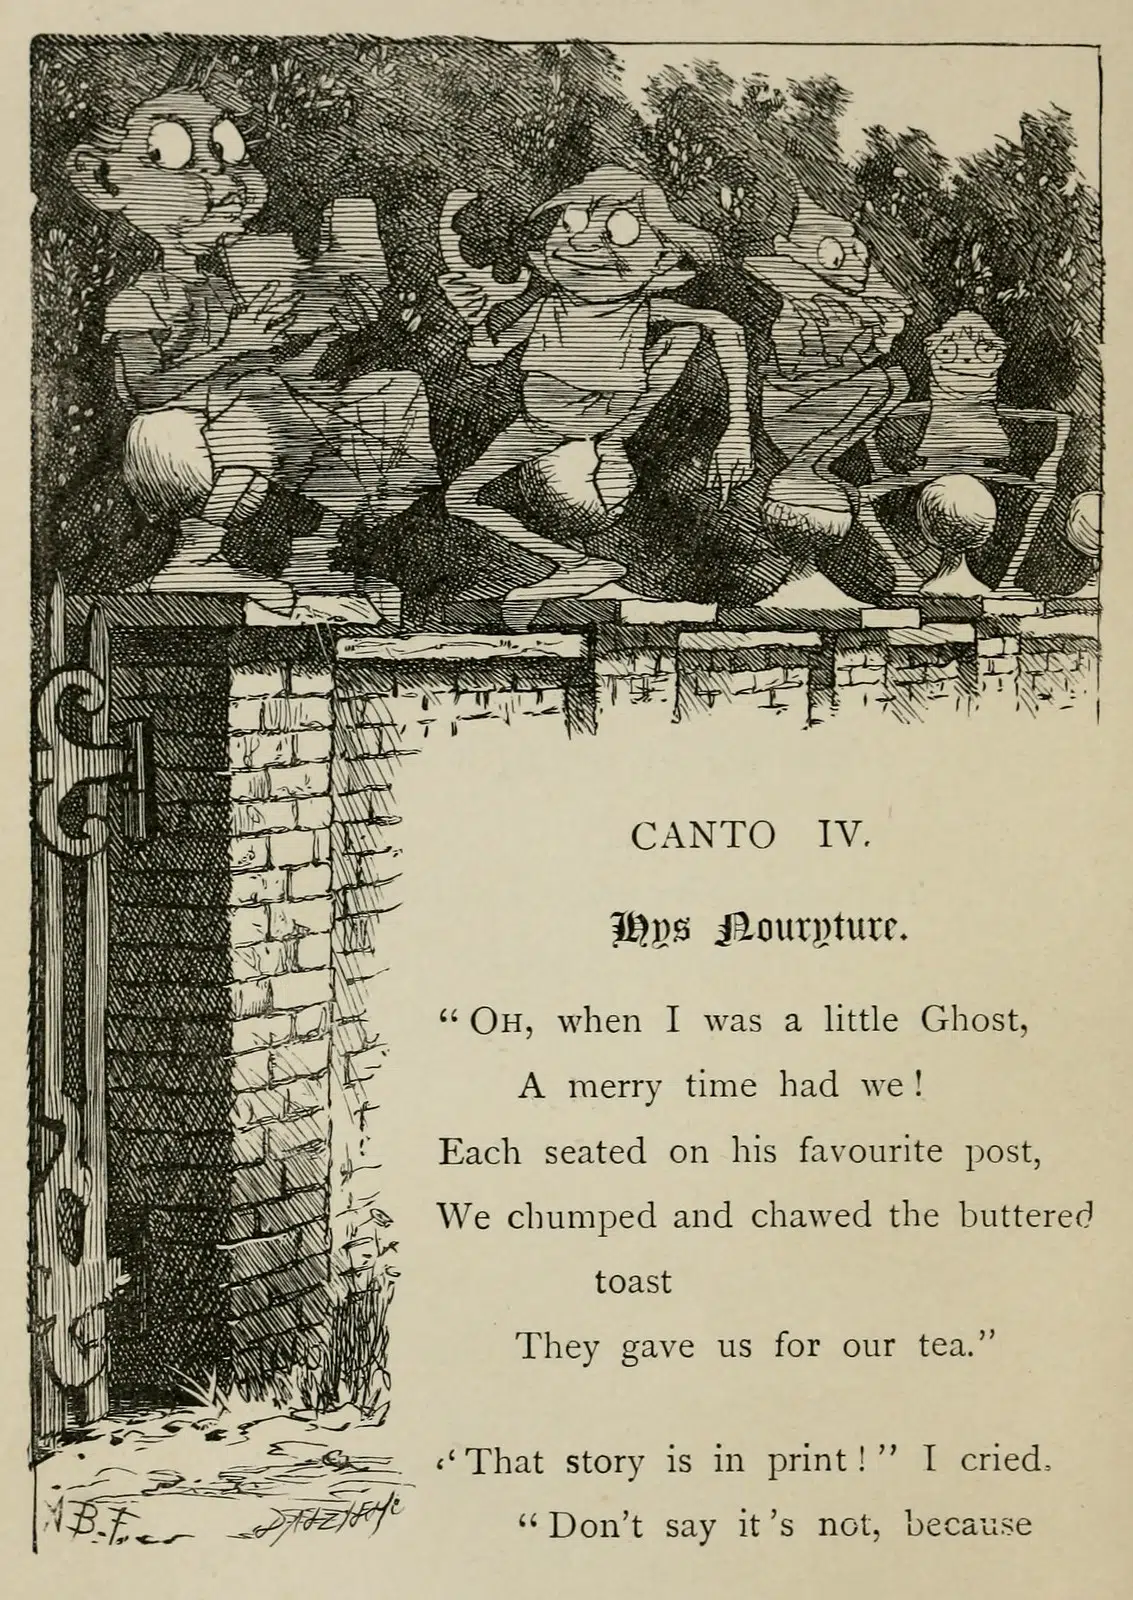 CANTO IV.
Hys Nouryture.
“OH, when I was a little Ghost,
A merry time had we!
Each seated on his favourite post,
We chumped and chawed the buttered
toast
They gave us for our tea.”
“That story is in print!” I cried.
“Don't say it's not, because
A.B.F.
DALZIEL